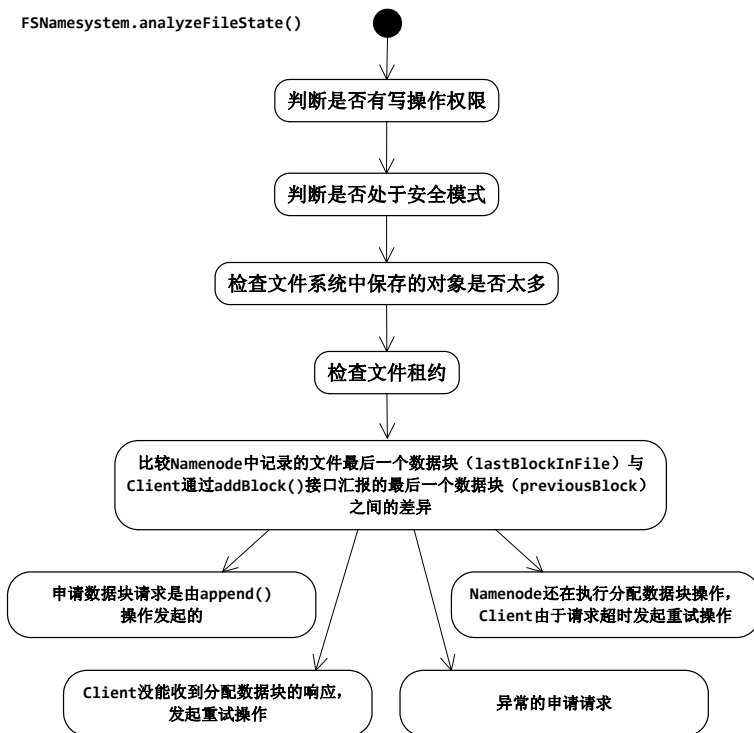 FSNamesystem.analyzeFileState()
判断是否有写操作权限
判断是否处于安全模式
检查文件系统中保存的对象是否太多
检查文件租约
比较Namenode中记录的文件最后一个数据块（lastBlockInFile）与
Client通过addBlock()接口汇报的最后一个数据块（previousBlock）
之间的差异
申请数据块请求是由append()
操作发起的
Namenode还在执行分配数据块操作，
Client由于请求超时发起重试操作
Client没能收到分配数据块的响应，
发起重试操作
异常的申请请求